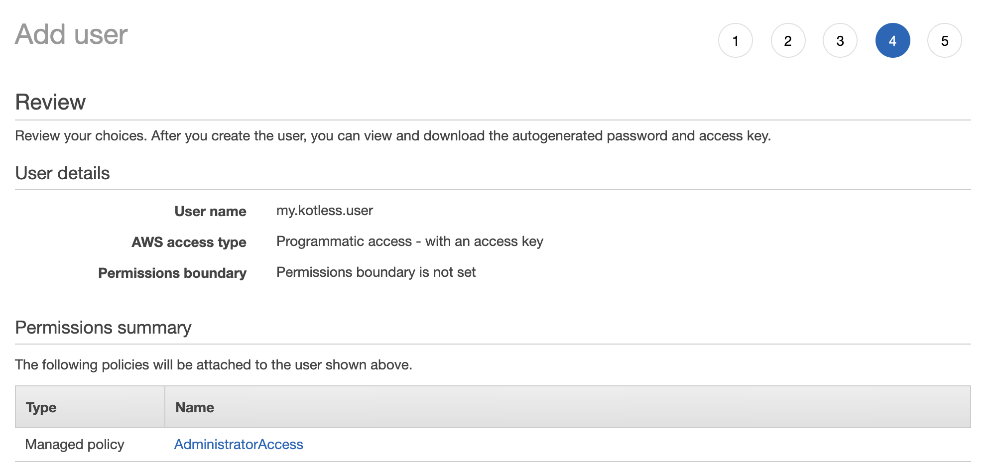 Add user
1 2 3 4 5
Review
Review your choices. After you create the user, you can view and download the autogenerated password and access key.
User details
User name my.kotless.user
AWS access type Programmatic access - with an access key
Permissions boundary Permissions boundary is not set
Permissions summary
The following policies will be attached to the user shown above.
Type Name
Managed policy AdministratorAccess